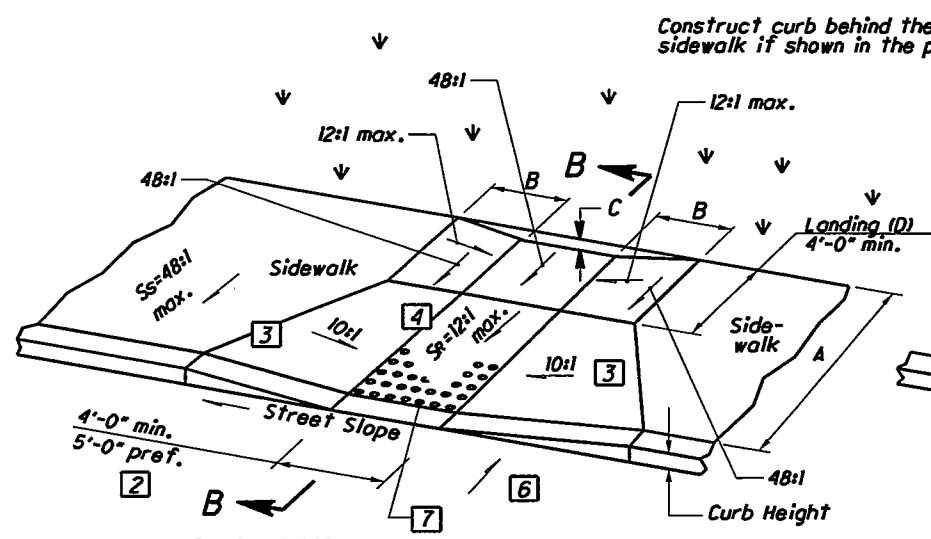 Construct curb behind the
sidewalk if shown in the p
48:1
12:1 max.
12:1 max.
B
B
48:1
C
B
Landing (D)
4'-0" min.
Ss=48:1
max.
Sidewalk
4
SR=12:1
max.
3
10:1
Side-
walk
A
10:1
3
Street Slope
4'-0" min.
5'-0" pref.
2
48:1
6
B
7
Curb Height